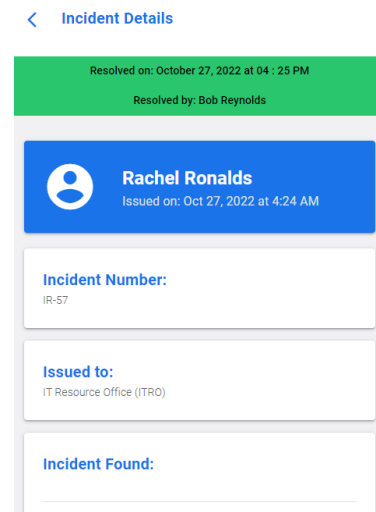 Incident Details
Resolved on: October 27, 2022 at 04 : 25 PM
Resolved by: Bob Reynolds
Rachel Ronalds
Issued on: Oct 27, 2022 at 4:24 AM
Incident Number:
IR-57
Issued to:
IT Resource Office (ITRO)
Incident Found: